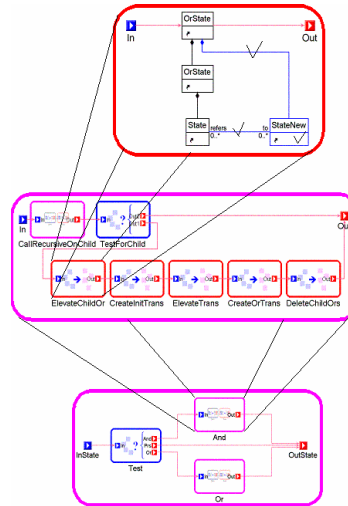 OrState
In
Out
OrState
State
refers
0..*
to
0..*
StateNew
In
Out
Out
CallRecursiveOnChild
TestForChild
ElevateChildOr
CreateInitTrans
ElevateTrans
CreateOrTrans
DeleteChildOrs
And
Or
InState
Test
OutState
And
Or